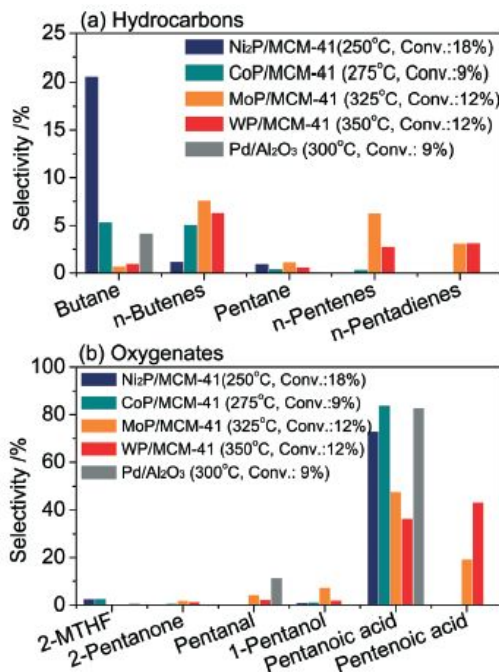 (a) Hydrocarbons
25
20
15
10
5
0
Selectivity /%
Ni₂P/MCM-41(250°C, Conv.:18%)
CoP/MCM-41 (275°C, Conv.:9%)
MoP/MCM-41 (325°C, Conv.:12%)
WP/MCM-41 (350°C, Conv.:12%)
Pd/Al₂O₃ (300°C, Conv.: 9%)
Butane
n-Butenes
Pentane
n-Pentenes
n-Pentadienes
(b) Oxygenates
100
80
60
40
20
0
Selectivity /%
Ni₂P/MCM-41(250°C, Conv.:18%)
CoP/MCM-41 (275°C, Conv.:9%)
MoP/MCM-41 (325°C, Conv.:12%)
WP/MCM-41 (350°C, Conv.:12%)
Pd/Al₂O₃ (300°C, Conv.: 9%)
2-MTHF
2-Pentanone
Pentanal
1-Pentanol
Pentanoic acid
Pentenoic acid